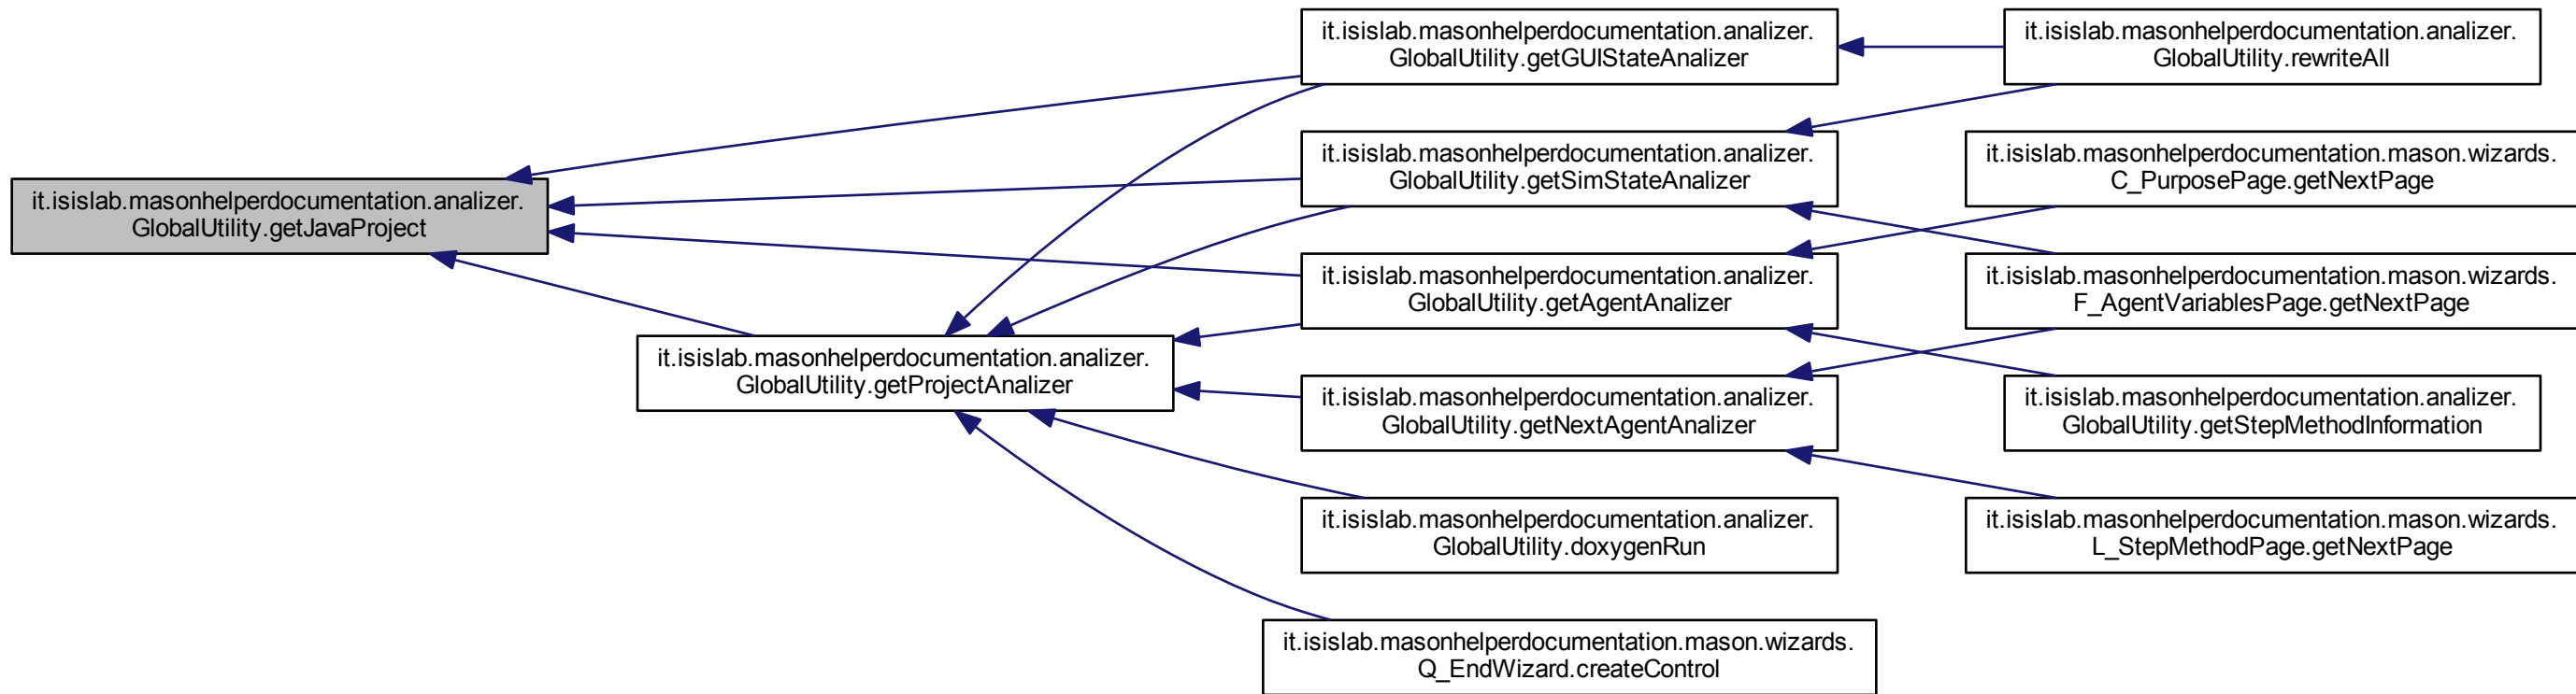 it.isislab.masonhelperdocumentation.analizer.
GlobalUtility.getJavaProject
it.isislab.masonhelperdocumentation.analizer.
GlobalUtility.getProjectAnalizer
it.isislab.masonhelperdocumentation.analizer.
GlobalUtility.getGUIStateAnalizer
it.isislab.masonhelperdocumentation.analizer.
GlobalUtility.getSimStateAnalizer
it.isislab.masonhelperdocumentation.analizer.
GlobalUtility.getAgentAnalizer
it.isislab.masonhelperdocumentation.analizer.
GlobalUtility.getNextAgentAnalizer
it.isislab.masonhelperdocumentation.analizer.
GlobalUtility.doxygenRun
it.isislab.masonhelperdocumentation.mason.wizards.
Q_EndWizard.createControl
it.isislab.masonhelperdocumentation.analizer.
GlobalUtility.rewriteAll
it.isislab.masonhelperdocumentation.mason.wizards.
C_PurposePage.getNextPage
it.isislab.masonhelperdocumentation.mason.wizards.
F_AgentVariablesPage.getNextPage
it.isislab.masonhelperdocumentation.analizer.
GlobalUtility.getStepMethodInformation
it.isislab.masonhelperdocumentation.mason.wizards.
L_StepMethodPage.getNextPage